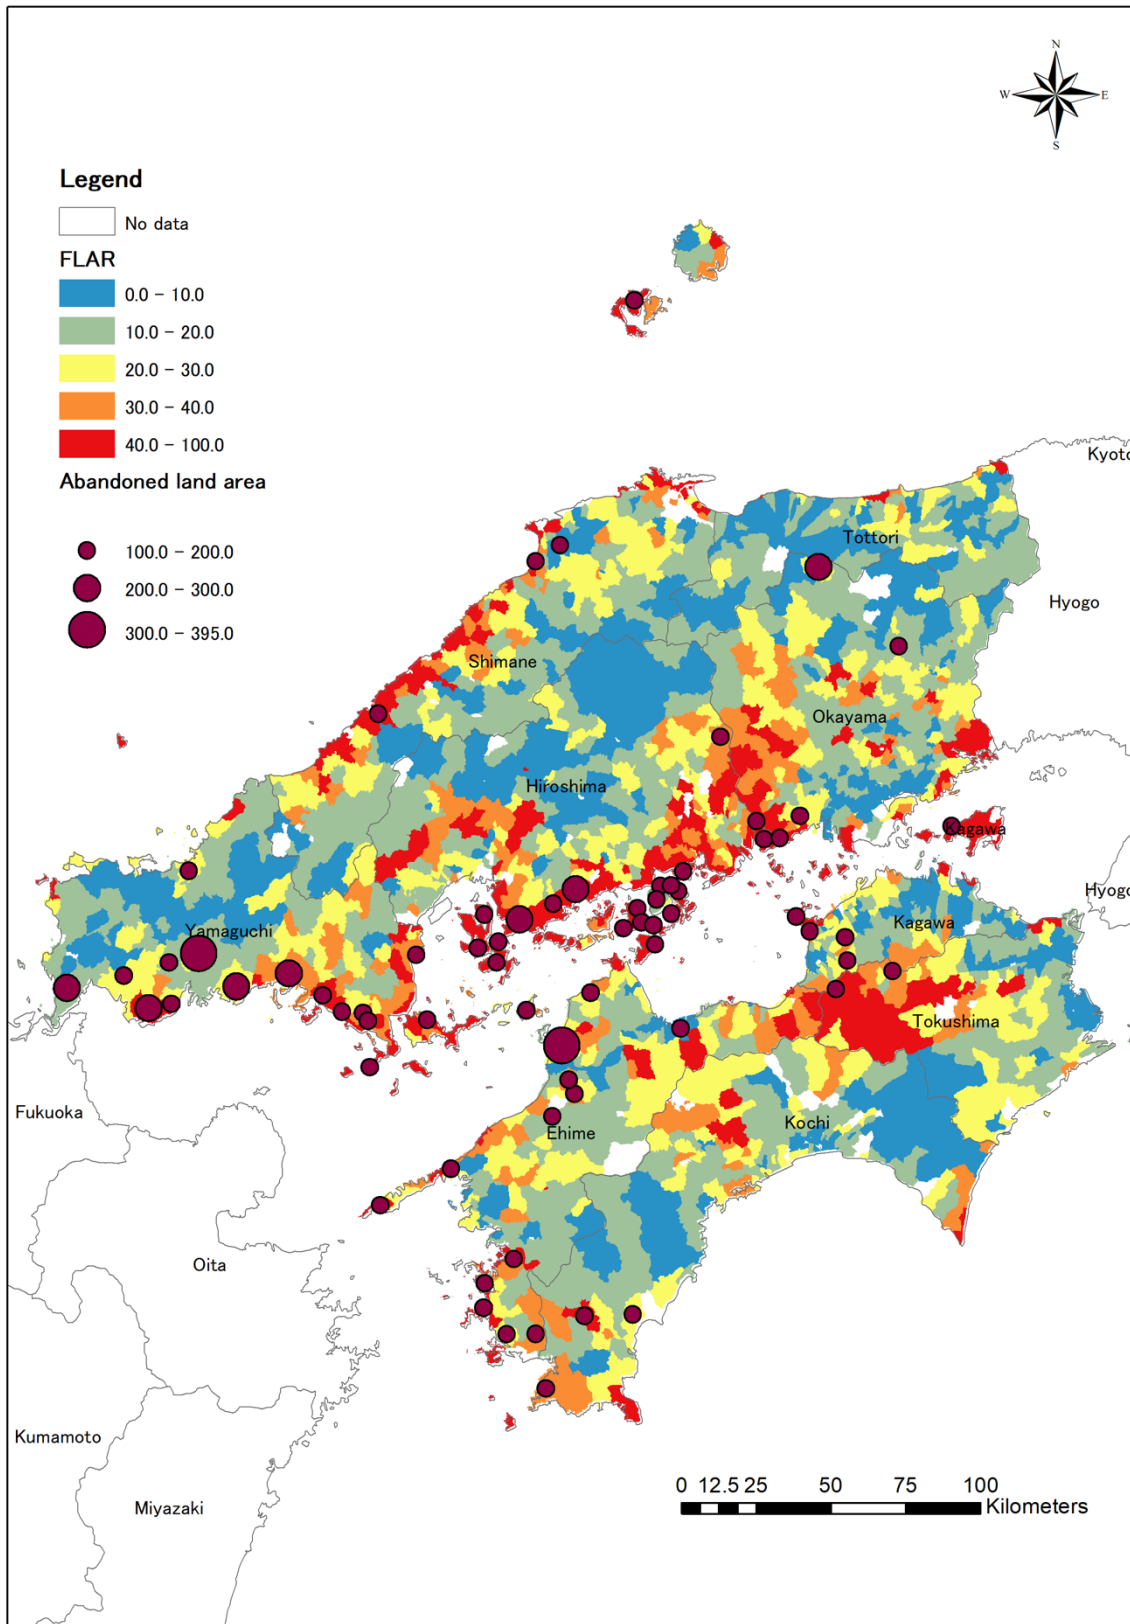 N
W E
S
Legend
No data
FLAR
0.0 - 10.0
10.0 - 20.0
20.0 - 30.0
30.0 - 40.0
40.0 - 100.0
Abandoned land area
100.0 - 200.0
200.0 - 300.0
300.0 - 395.0
Kyoto
Tottori
Hyogo
Shimane
Okayama
Hiroshima
Kagawa
Hyogo
Kagawa
Yamaguchi
Tokushima
Fukuoka
Kochi
Ehime
Oita
Kumamoto
Miyazaki
0 12.5 25 50 75 100
Kilometers